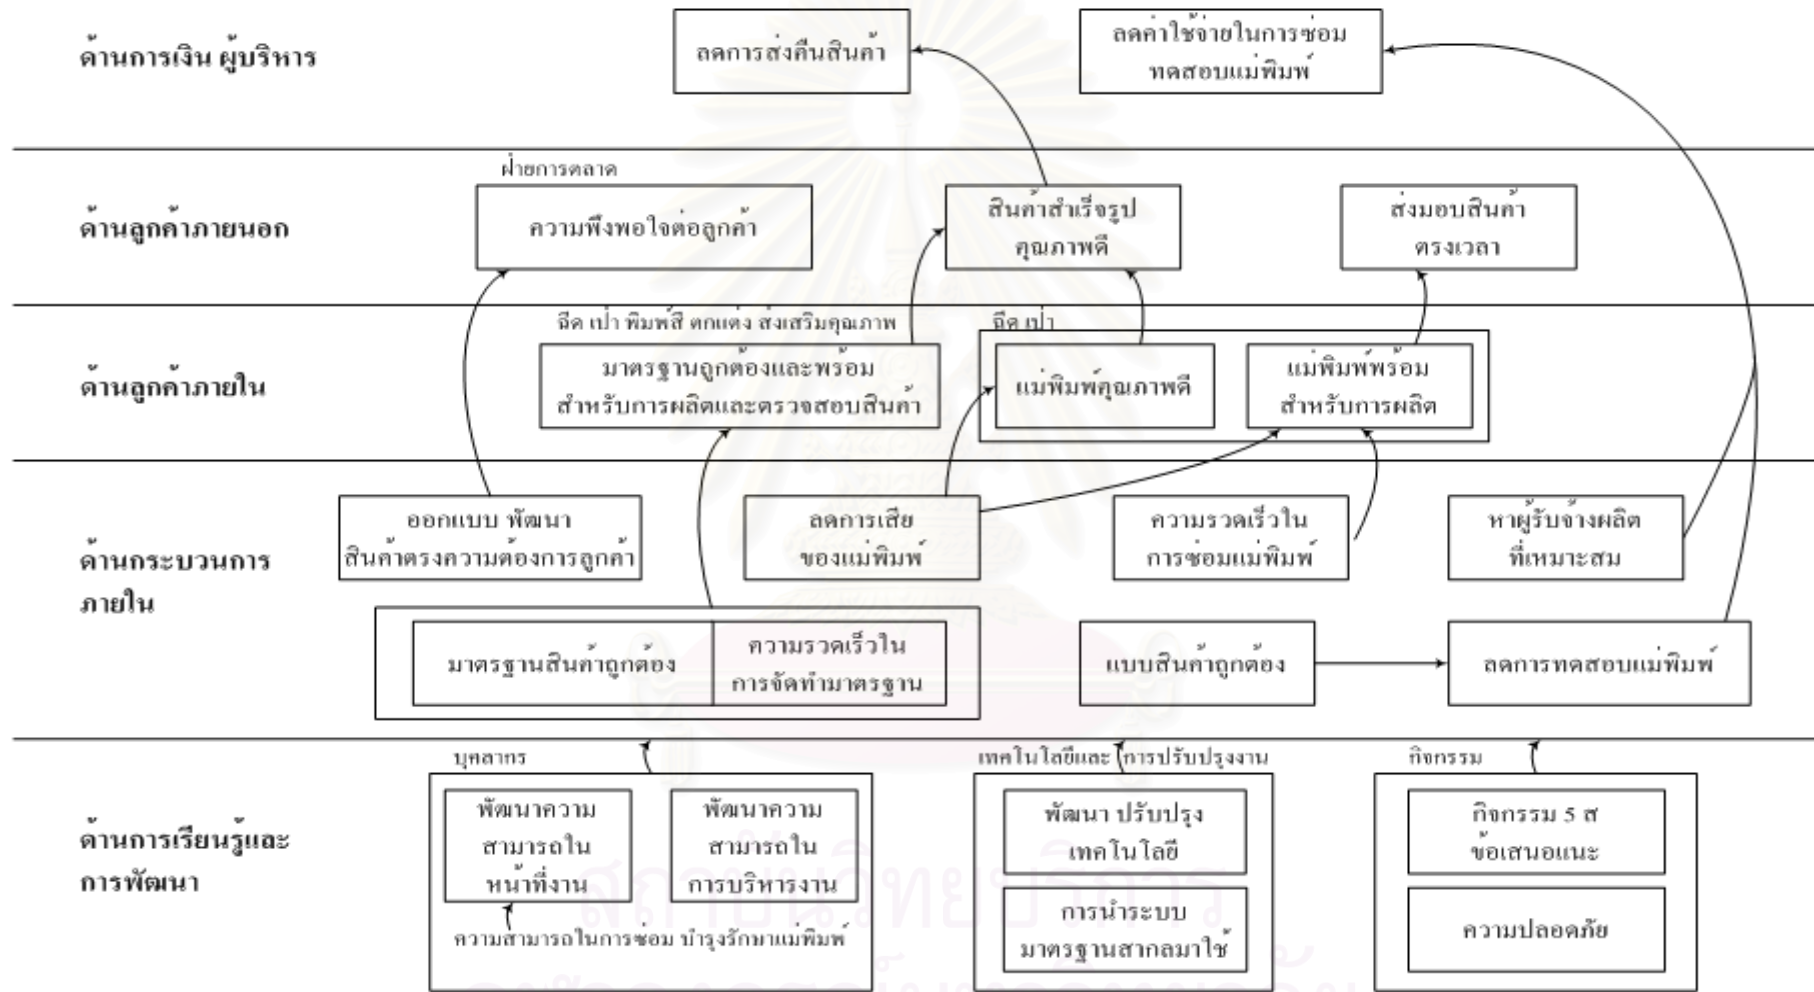 ด้านการเงิน ผู้บริหาร
ลดการส่งคืนสินค้า
ลดค่าใช้จ่ายในการซ่อม
ทดสอบแม่พิมพ์
ฝ่ายการตลาด
ด้านลูกค้าภายนอก
ความพึงพอใจต่อลูกค้า
สินค้าสำเร็จรูป
คุณภาพดี
ส่งมอบสินค้า
ตรงเวลา
ฉีด เป่า พิมพ์สี ตกแต่ง ส่งเสริมคุณภาพ
ฉีด เป่า
ด้านลูกค้าภายใน
มาตรฐานถูกต้องและพร้อม
สำหรับการผลิตและตรวจสอบสินค้า
แม่พิมพ์คุณภาพดี
แม่พิมพ์พร้อม
สำหรับการผลิต
ด้านกระบวนการ
ภายใน
ออกแบบ พัฒนา
สินค้าตรงความต้องการลูกค้า
ลดการเสีย
ของแม่พิมพ์
ความรวดเร็วใน
การซ่อมแม่พิมพ์
หาผู้รับจ้างผลิต
ที่เหมาะสม
มาตรฐานสินค้าถูกต้อง
ความรวดเร็วใน
การจัดทำมาตรฐาน
แบบสินค้าถูกต้อง
ลดการทดสอบแม่พิมพ์
บุคลากร
เทคโนโลยีและ การปรับปรุงงาน
กิจกรรม
ด้านการเรียนรู้และ
การพัฒนา
พัฒนาความ
สามารถใน
หน้าที่งาน
พัฒนาความ
สามารถใน
การบริหารงาน
ความสามารถในการซ่อม บำรุงรักษาแม่พิมพ์
พัฒนา ปรับปรุง
เทคโนโลยี
การนำระบบ
มาตรฐานสากลมาใช้
กิจกรรม 5 ส
ข้อเสนอแนะ
ความปลอดภัย
สถาบันวิทยบริการ